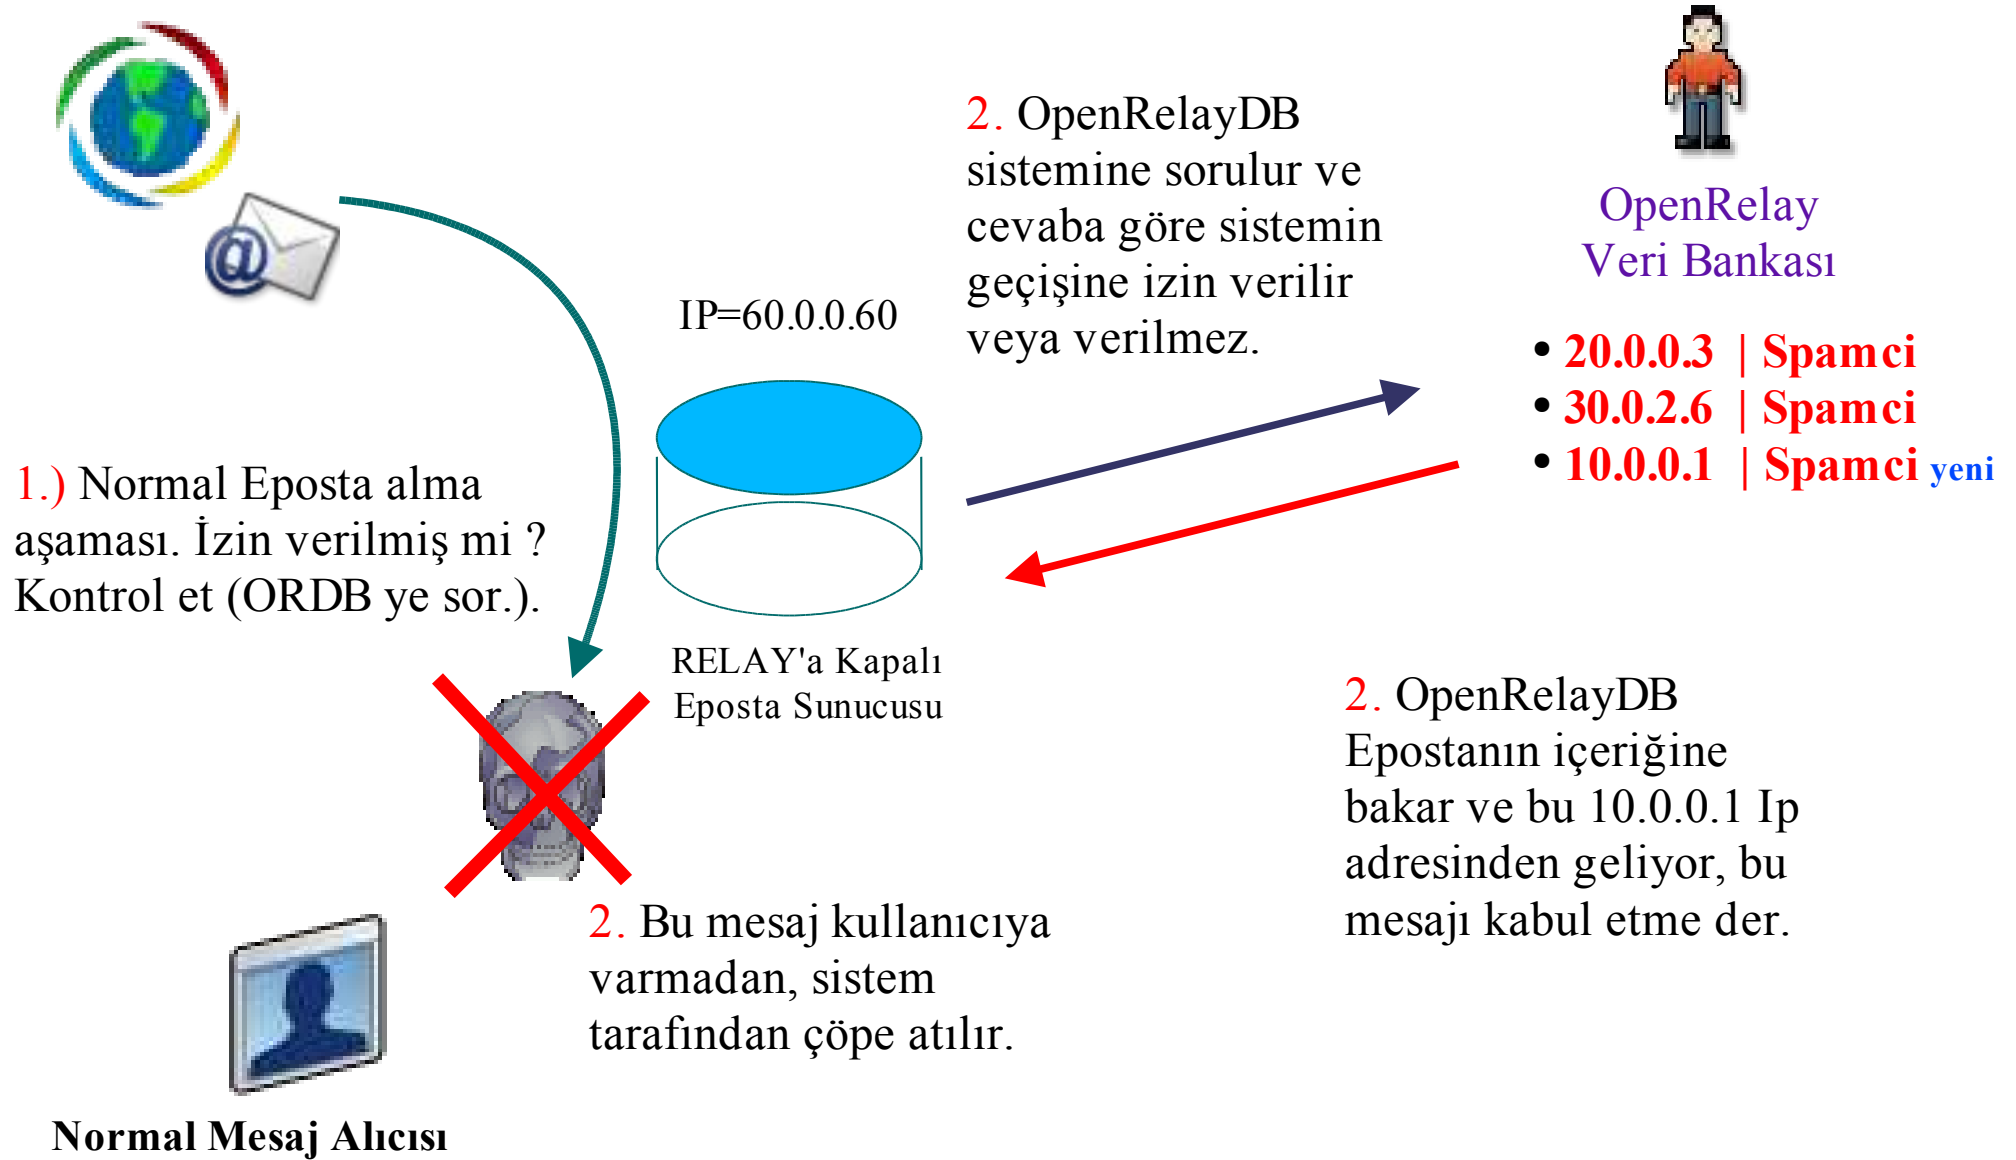 2. OpenRelayDB
sistemine sorulur ve
cevaba göre sistemin
geçişine izin verilir
veya verilmez.
OpenRelay
Veri Bankası
• 20.0.0.3 | Spamci
• 30.0.2.6 | Spamci
• 10.0.0.1 | Spamci yeni
IP=60.0.0.60
1.) Normal Eposta alma
aşaması. İzin verilmiş mi ?
Kontrol et (ORDB ye sor.).
RELAY'a Kapalı
Eposta Sunucusu
2. OpenRelayDB
Epostanın içeriğine
bakar ve bu 10.0.0.1 Ip
adresinden geliyor, bu
mesajı kabul etme der.
2. Bu mesaj kullanıcıya
varmadan, sistem
tarafından çöpe atılır.
Normal Mesaj Alıcısı